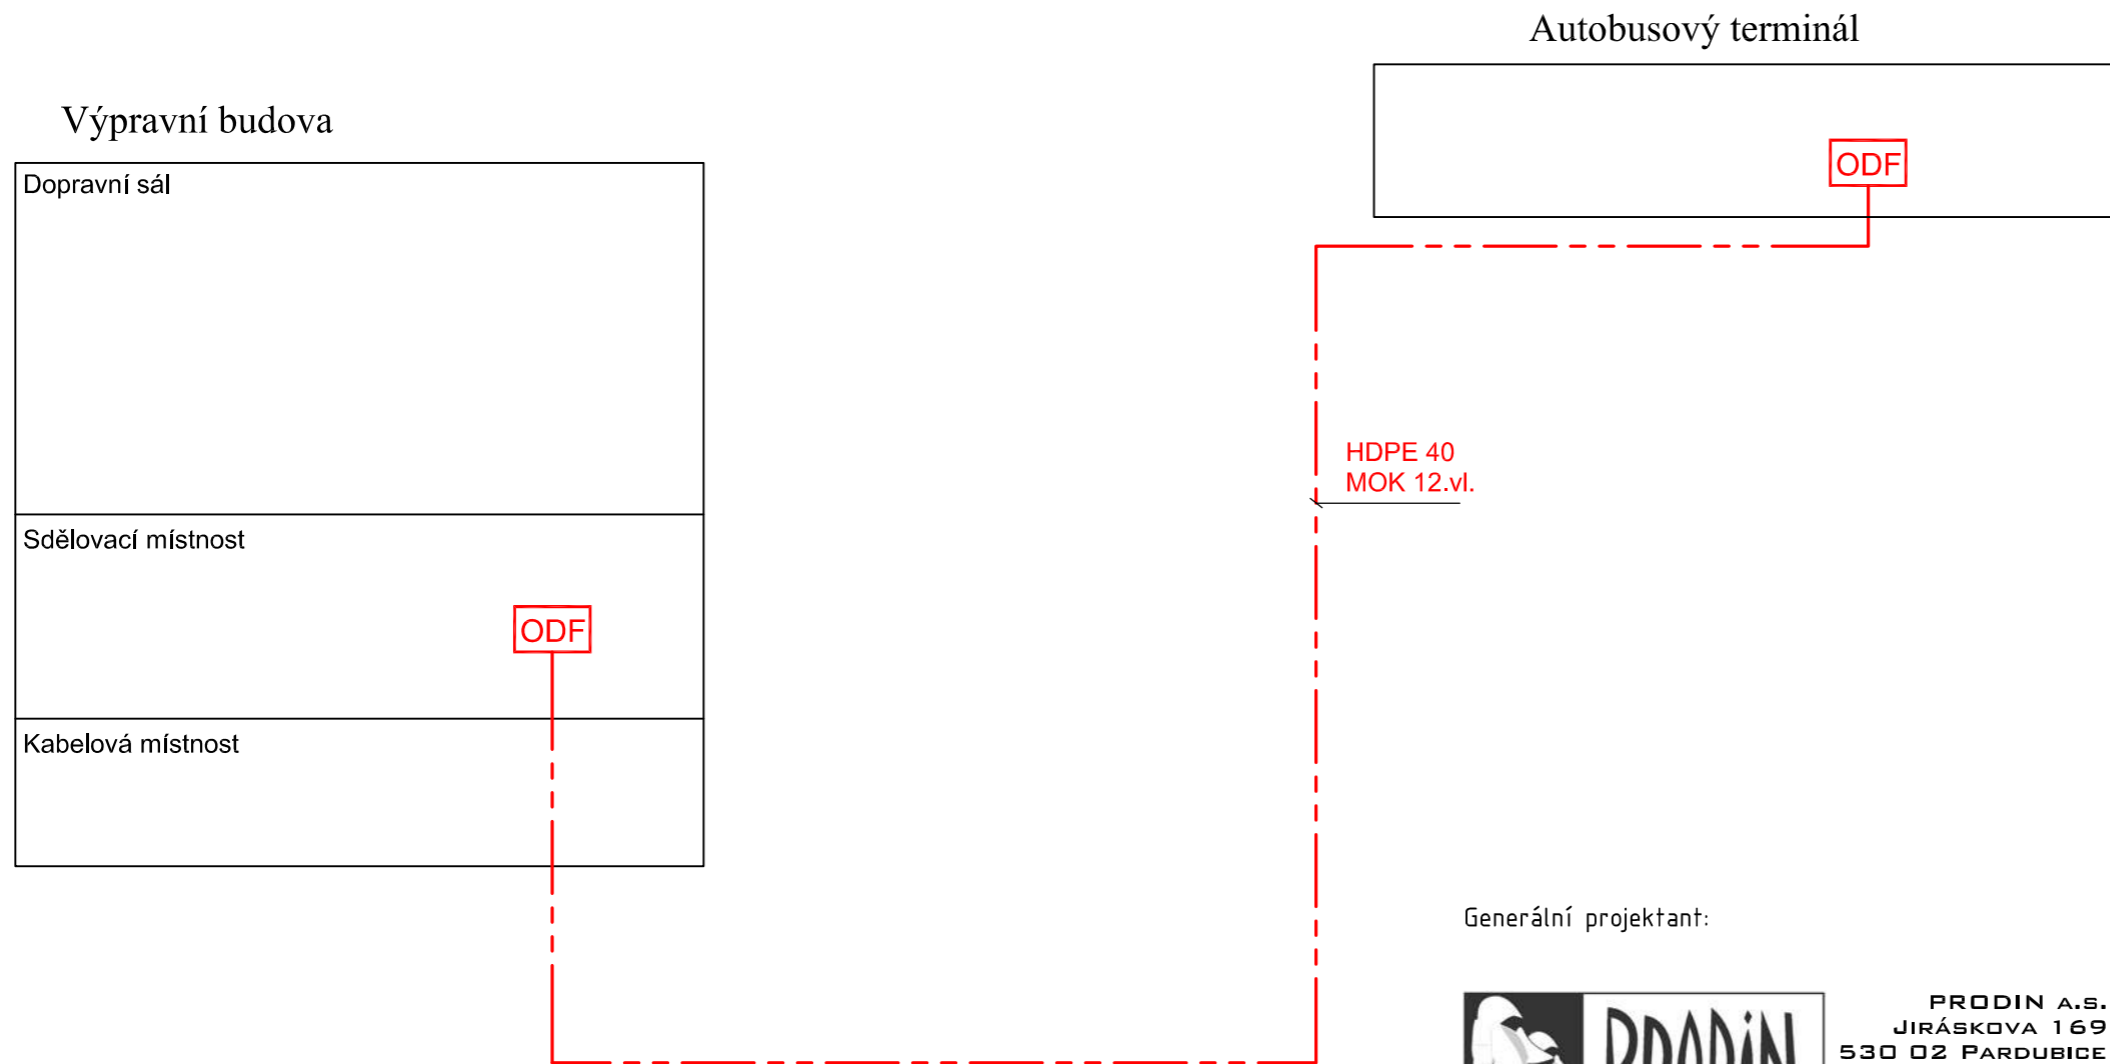 Autobusový terminál
Výpravní budova
Dopravní sál
ODF
HDPE 40
MOK 12.vl.
Sdělovací místnost
ODF
Kabelová místnost
Generální projektant:
PRODIN
PRODIN A.S.
JIRÁSKOVA 169
530 02 PARDUBICE